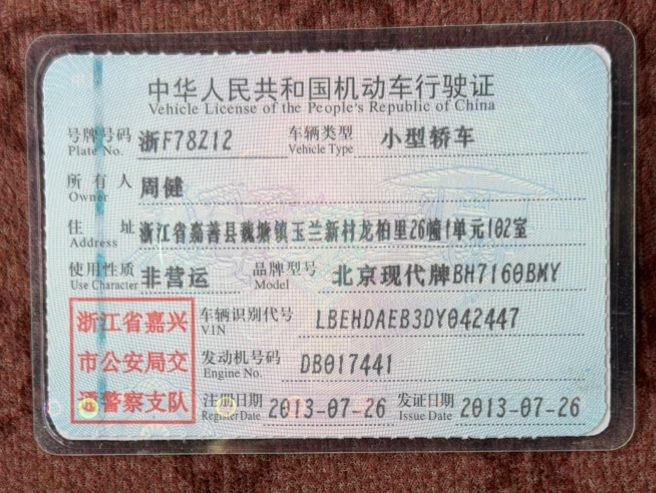 中华人民共和国机动车行驶证
Vehicle License of the People's Republic of China
号牌号码 浙F78Z12 车辆类型 小型轿车
Plate No. Vehicle Type
所有人 周健
Owner
住址 浙江省嘉善县魏塘镇玉兰新村龙柏里26幢1单元102室
Address
使用性质 非营运 品牌型号 北京现代牌BH7160BMY
Use Character Model
浙江省嘉兴
市公安局交
通警察支队
车辆识别代号 LBEHDAEB3DY042447
VIN
发动机号码 DB017441
Engine No.
注册日期 2013-07-26 发证日期 2013-07-26
Register Date Issue Date